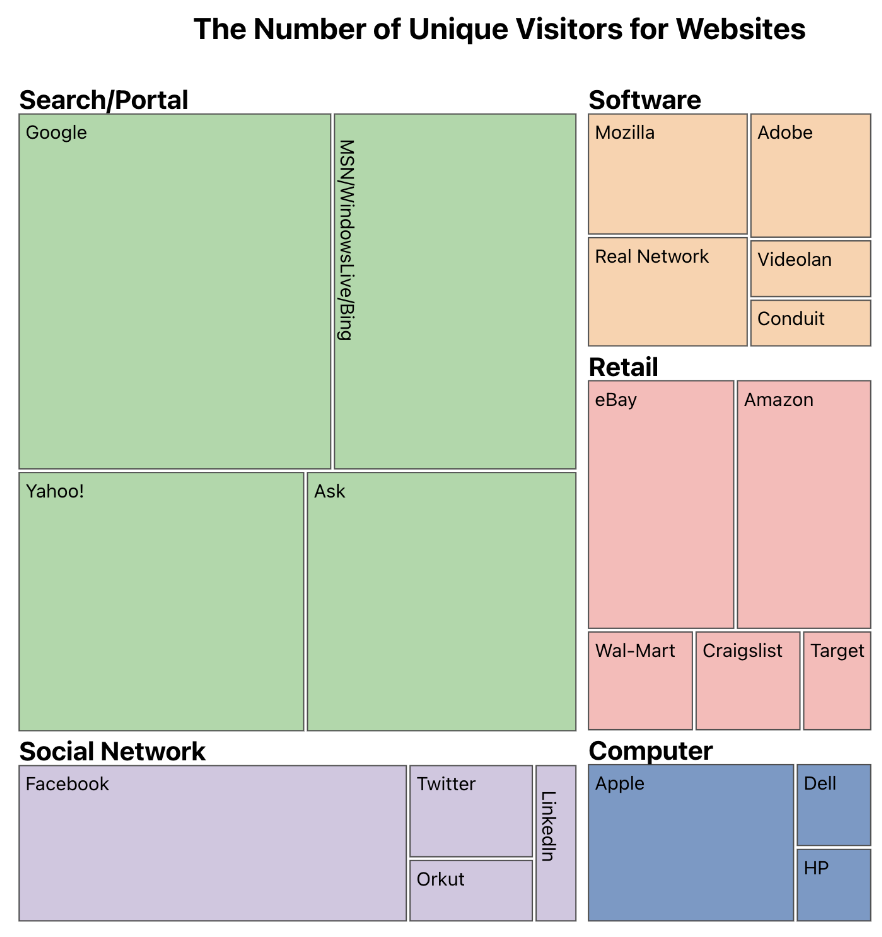 The Number of Unique Visitors for Websites
Search/Portal
Google
MSN/WindowsLive/Bing
Yahoo!
Ask
Social Network
Facebook
Twitter
Orkut
LinkedIn
Software
Mozilla
Adobe
Real Network
Videolan
Conduit
Retail
eBay
Amazon
Wal-Mart
Craigslist
Target
Computer
Apple
Dell
HP